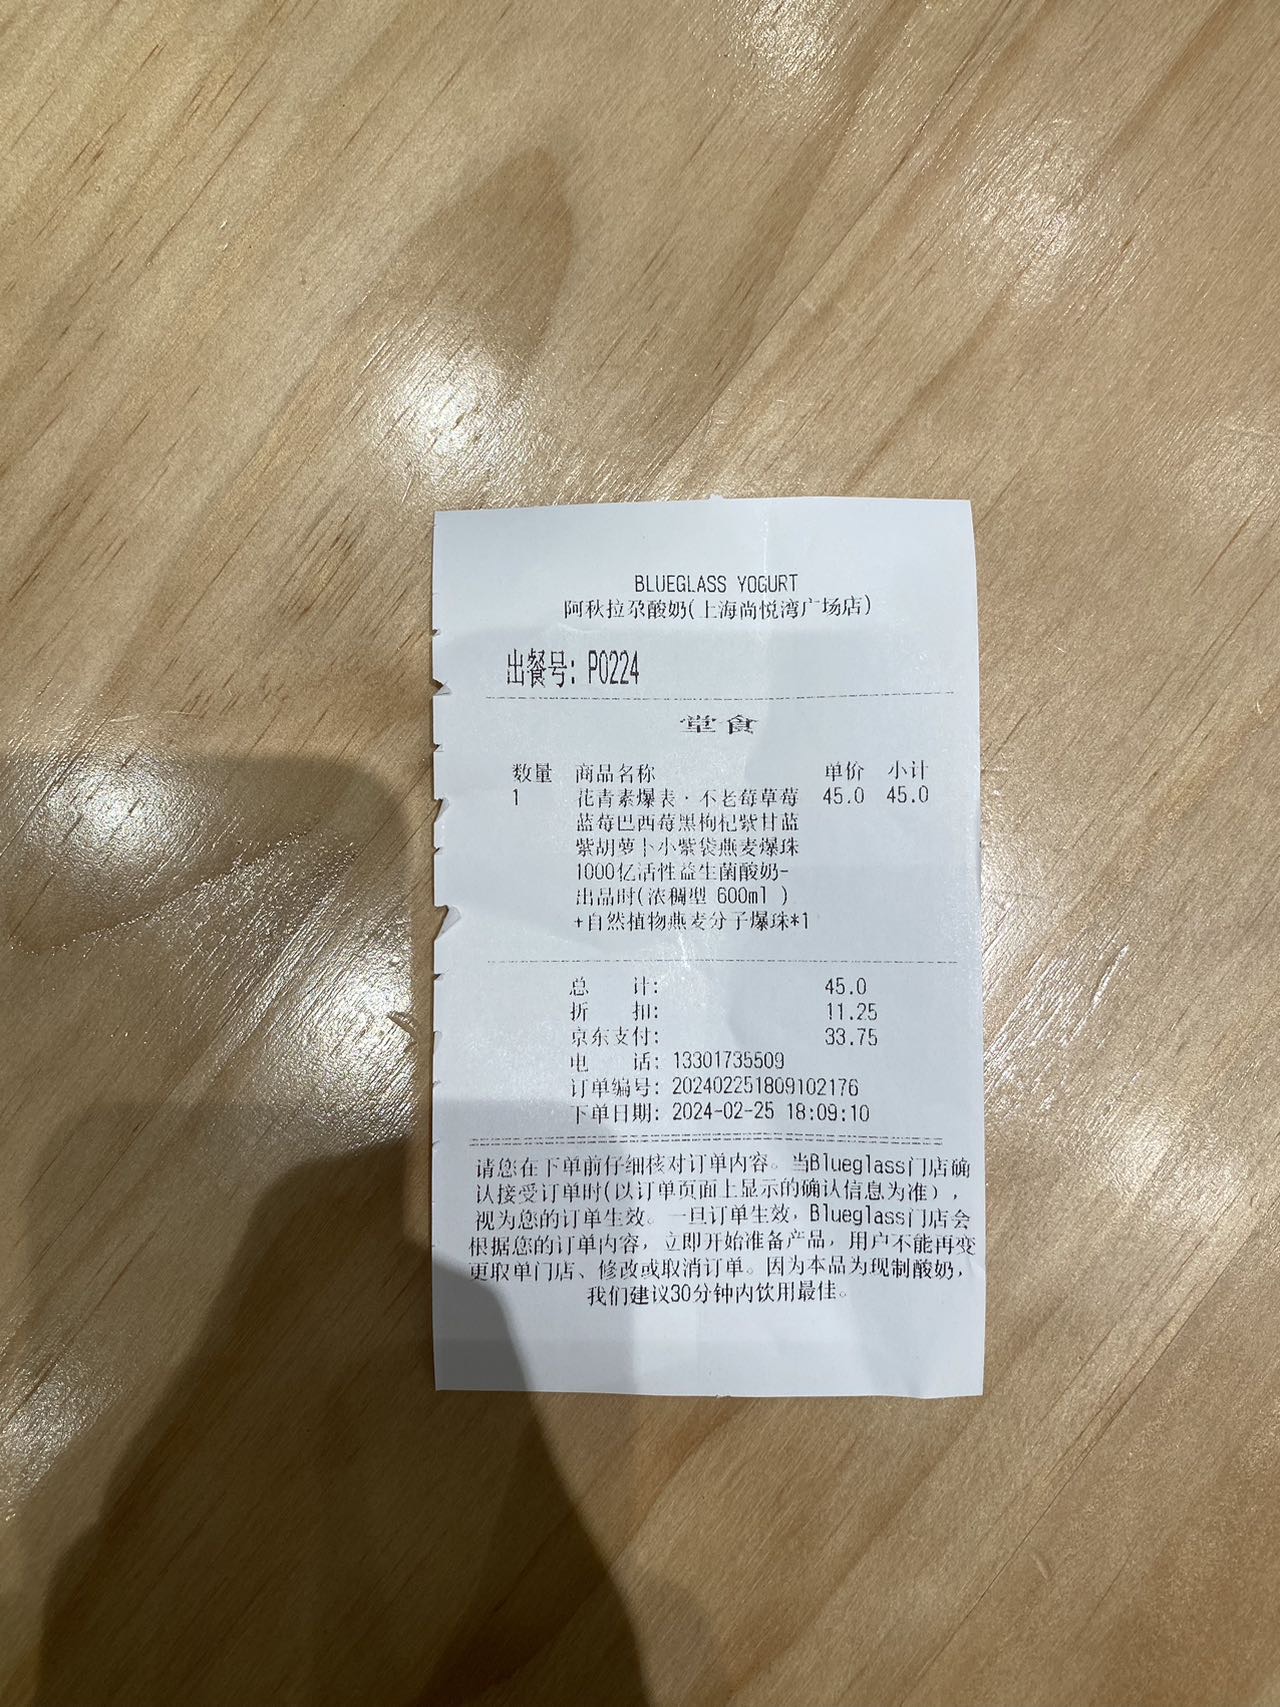 BLUEGLASS YOGURT
阿秋拉尕酸奶(上海尚悦湾广场店)
出餐号: P0224
堂食
数量 商品名称 单价 小计
1 花青素爆表·不老莓草莓 45.0 45.0
蓝莓巴西莓黑枸杞紫甘蓝
紫胡萝卜小紫袋燕麦爆珠
1000亿活性益生菌酸奶-
出品时(浓稠型 600ml )
+自然植物燕麦分子爆珠*1
总 计: 45.0
折 扣: 11.25
京东支付: 33.75
电 话: 13301735509
订单编号: 202402251809102176
下单日期: 2024-02-25 18:09:10
请您在下单前仔细核对订单内容。当Blueglass门店确
认接受订单时(以订单页面上显示的确认信息为准),
视为您的订单生效。一旦订单生效,Blueglass门店会
根据您的订单内容,立即开始准备产品,用户不能再变
更取单门店、修改或取消订单。因为本品为现制酸奶,
我们建议30分钟内饮用最佳。